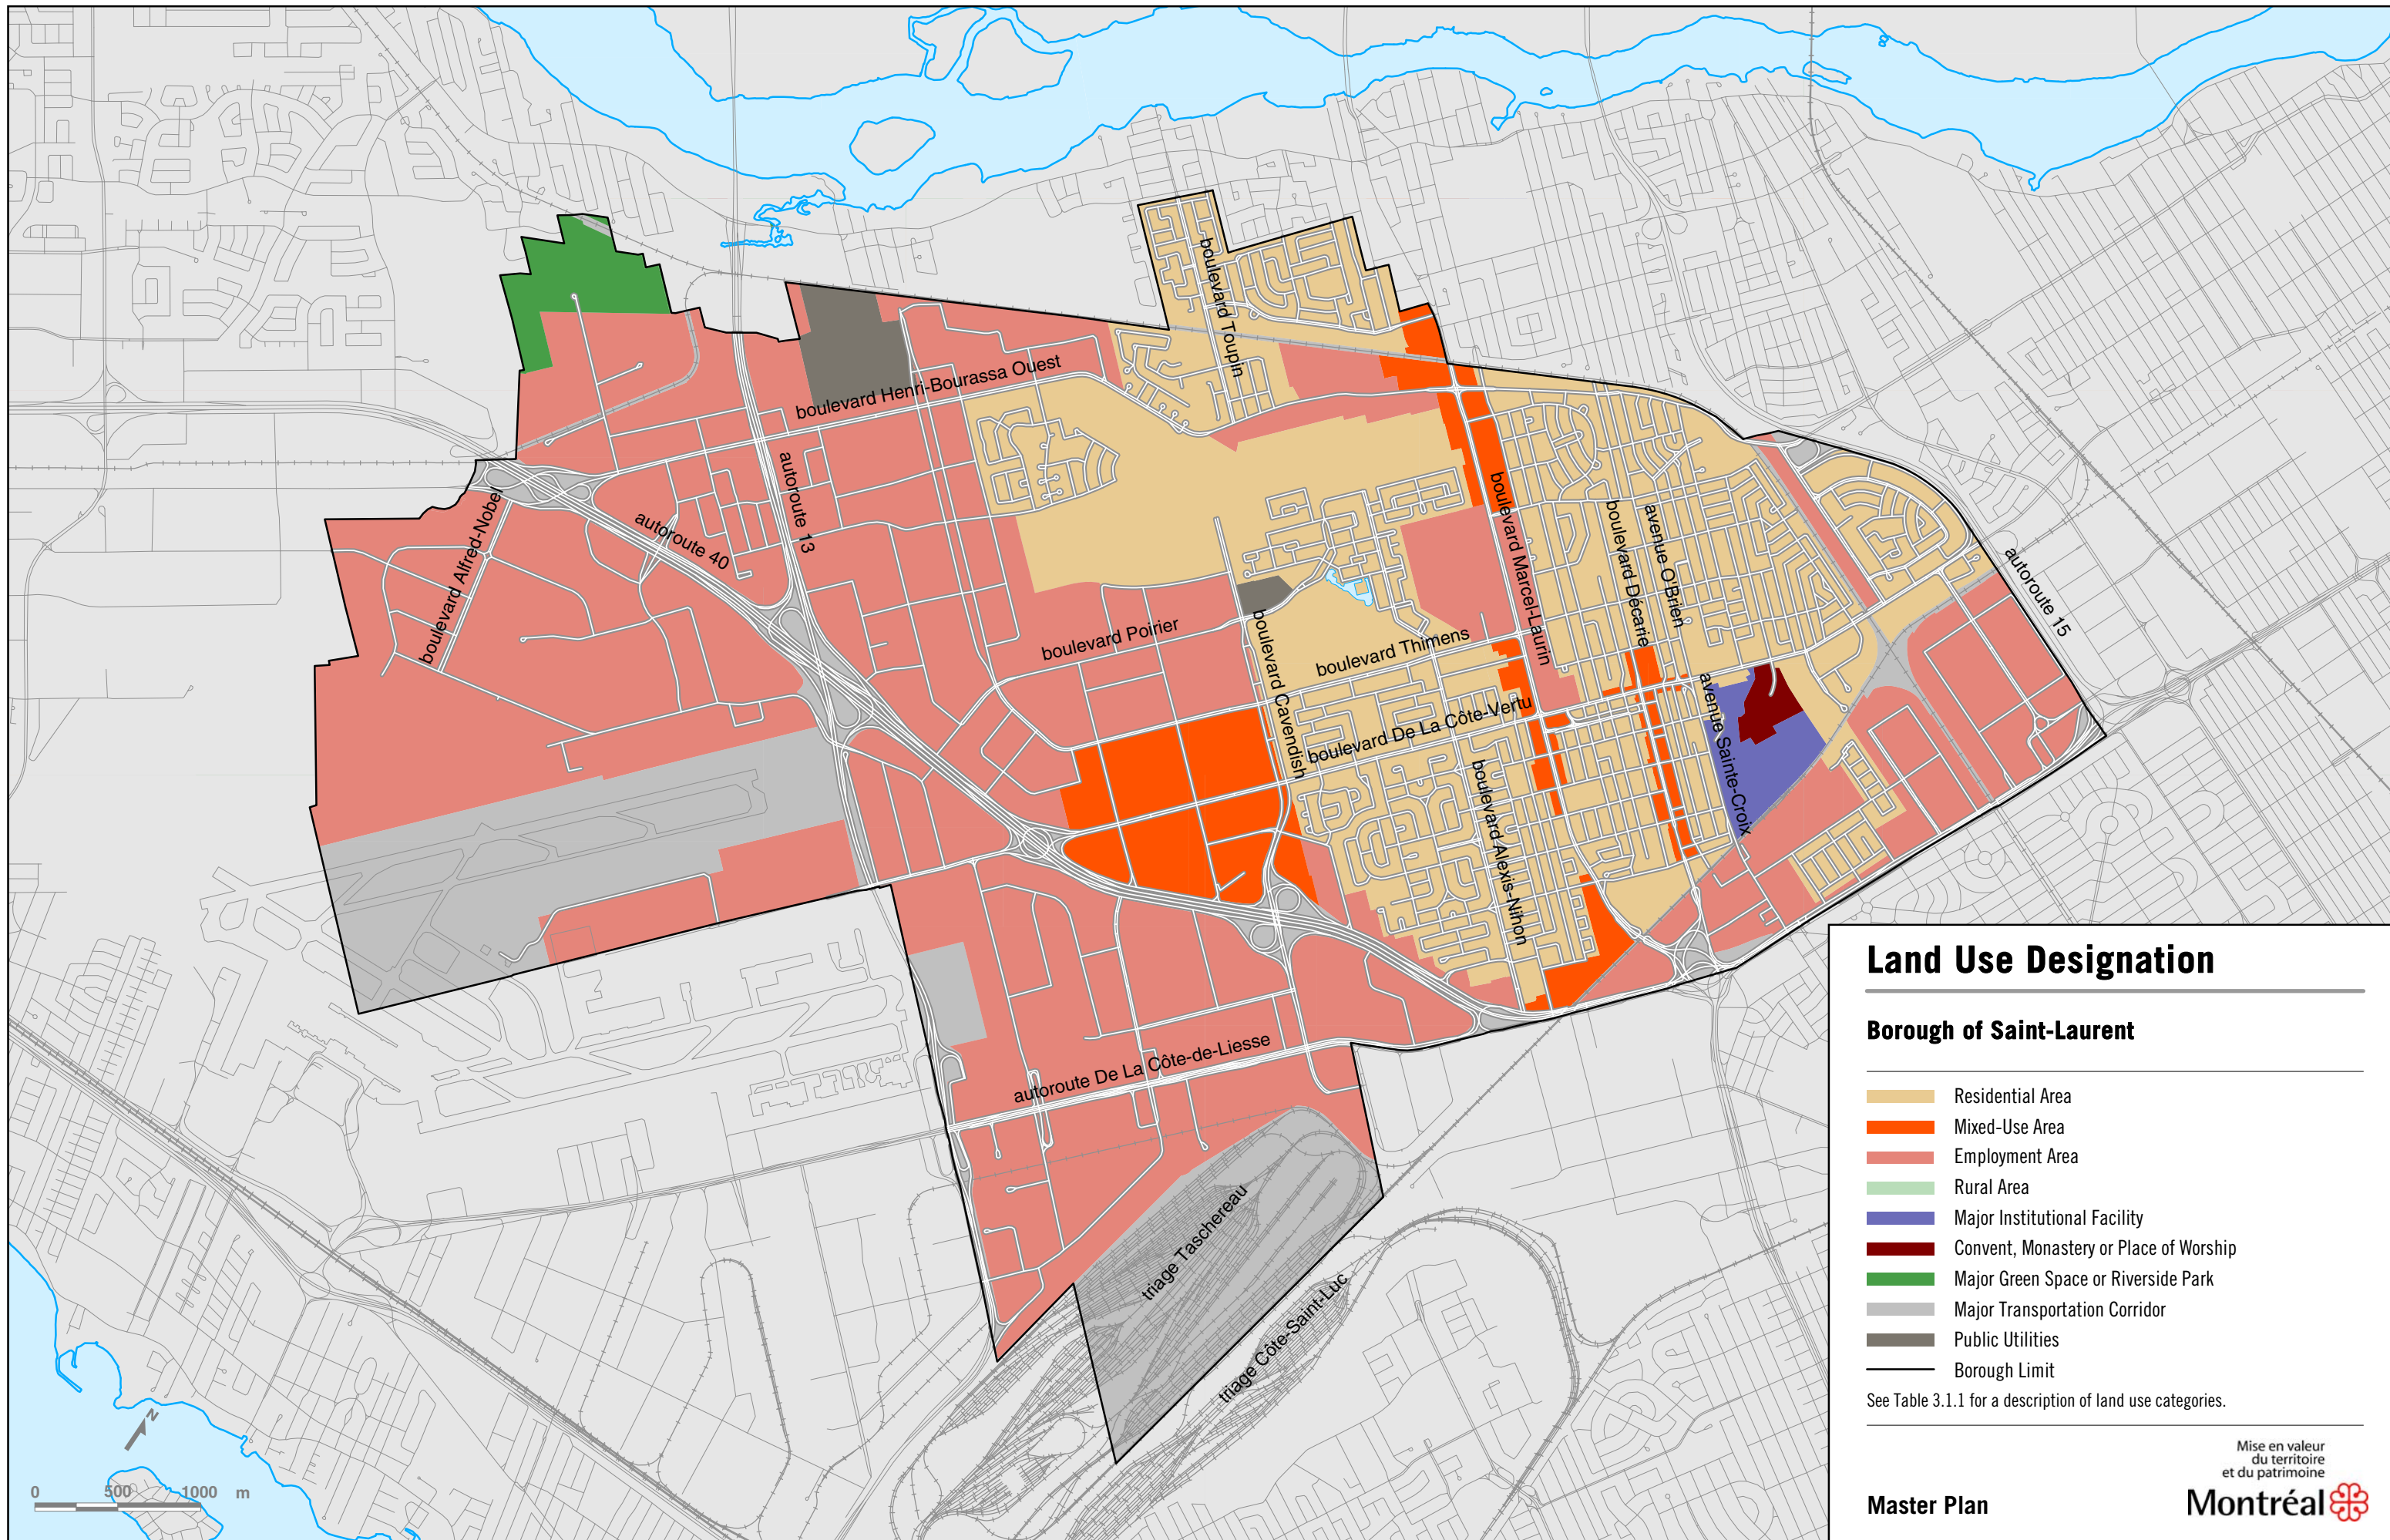 boulevard Toupin
boulevard Henri-Bourassa Ouest
autoroute 13
autoroute 40
boulevard Alfred-Nobel
boulevard Marcel-Laurin
boulevard Décarie
avenue O'Brien
autoroute 15
boulevard Poirier
boulevard Cavendish
boulevard Thimens
boulevard De La Côte-Vertu
avenue Sainte-Croix
boulevard Alexis-Nihon
autoroute De La Côte-de-Liesse
triage Taschereau
triage Côte-Saint-Luc
N
0 500 1000 m
Land Use Designation
Borough of Saint-Laurent
Residential Area
Mixed-Use Area
Employment Area
Rural Area
Major Institutional Facility
Convent, Monastery or Place of Worship
Major Green Space or Riverside Park
Major Transportation Corridor
Public Utilities
Borough Limit
See Table 3.1.1 for a description of land use categories.
Mise en valeur
du territoire
et du patrimoine
Master Plan
Montréal